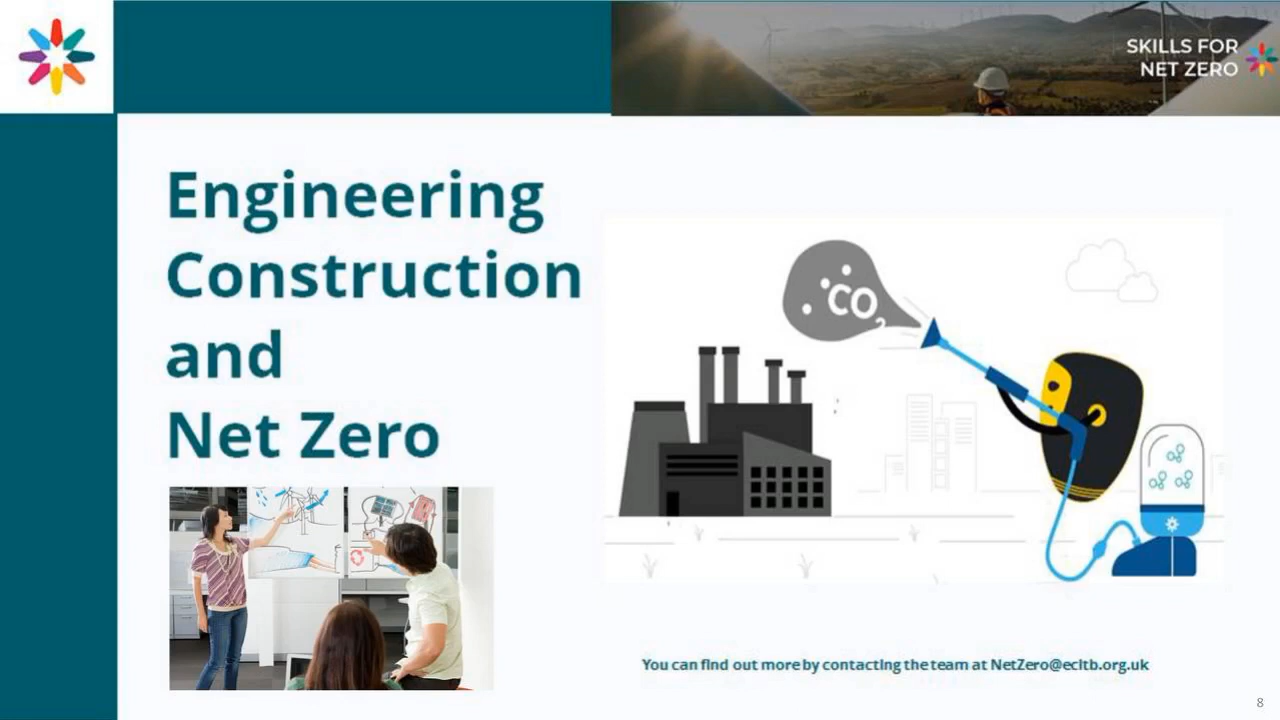 SKILLS FOR
NET ZERO
Engineering
Construction
and
Net Zero
CO2
You can find out more by contacting the team at NetZero@ecitb.org.uk
8